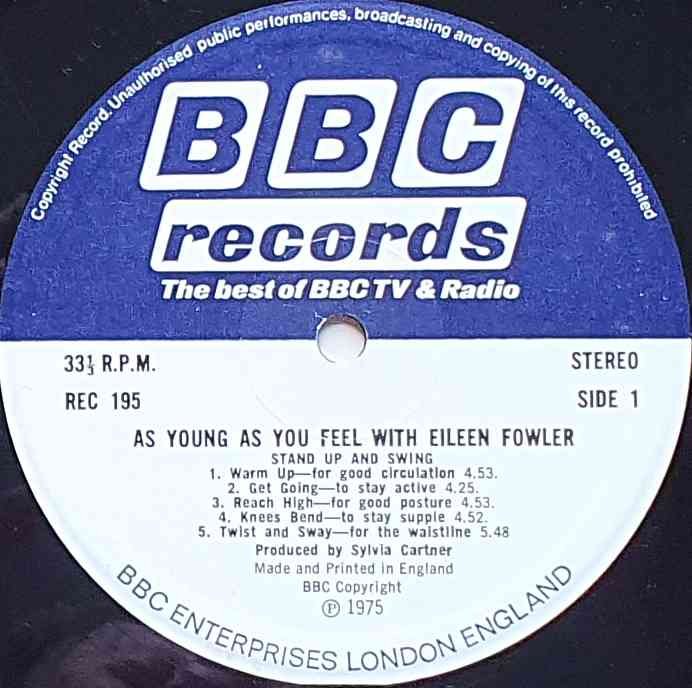 Copyright Record. Unauthorised public performances, broadcasting and copying of this record prohibited
BBC
records
The best of BBC TV & Radio
33⅓ R.P.M.
STEREO
REC 195
SIDE 1
AS YOUNG AS YOU FEEL WITH EILEEN FOWLER
STAND UP AND SWING
1. Warm Up—for good circulation 4.53.
2. Get Going—to stay active 4.25.
3. Reach High—for good posture 4.53.
4. Knees Bend—to stay supple 4.52.
5. Twist and Sway—for the waistline 5.48
Produced by Sylvia Cartner
Made and Printed in England
BBC Copyright
Ⓟ 1975
BBC ENTERPRISES LONDON ENGLAND